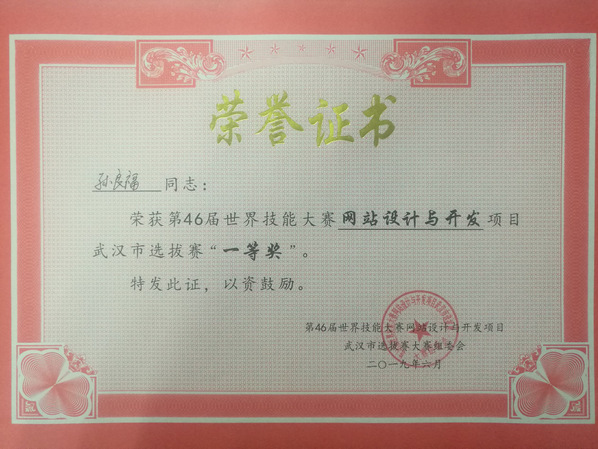 荣誉证书
孙良福 同志：
荣获第46届世界技能大赛网站设计与开发项目
武汉市选拔赛“一等奖”。
特发此证，以资鼓励。
第46届世界技能大赛网站设计与开发项目
武汉市选拔赛大赛组委会
二〇一九年六月